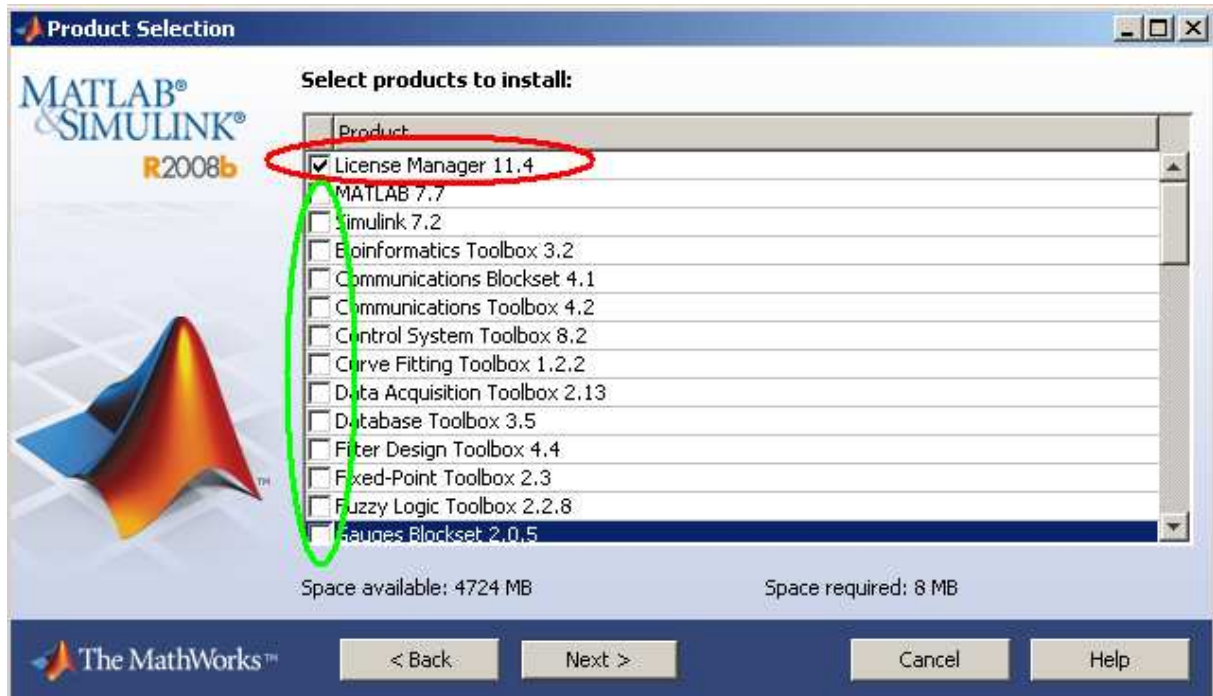 Product Selection
MATLAB®
&SIMULINK®
R2008b
Select products to install:
Product
License Manager 11.4
MATLAB 7.7
Simulink 7.2
Bioinformatics Toolbox 3.2
Communications Blockset 4.1
Communications Toolbox 4.2
Control System Toolbox 8.2
Curve Fitting Toolbox 1.2.2
Data Acquisition Toolbox 2.13
Database Toolbox 3.5
Filter Design Toolbox 4.4
Fixed-Point Toolbox 2.3
Fuzzy Logic Toolbox 2.2.8
Gauges Blockset 2.0.5
TM
Space available: 4724 MB
Space required: 8 MB
The MathWorks™
< Back
Next >
Cancel
Help